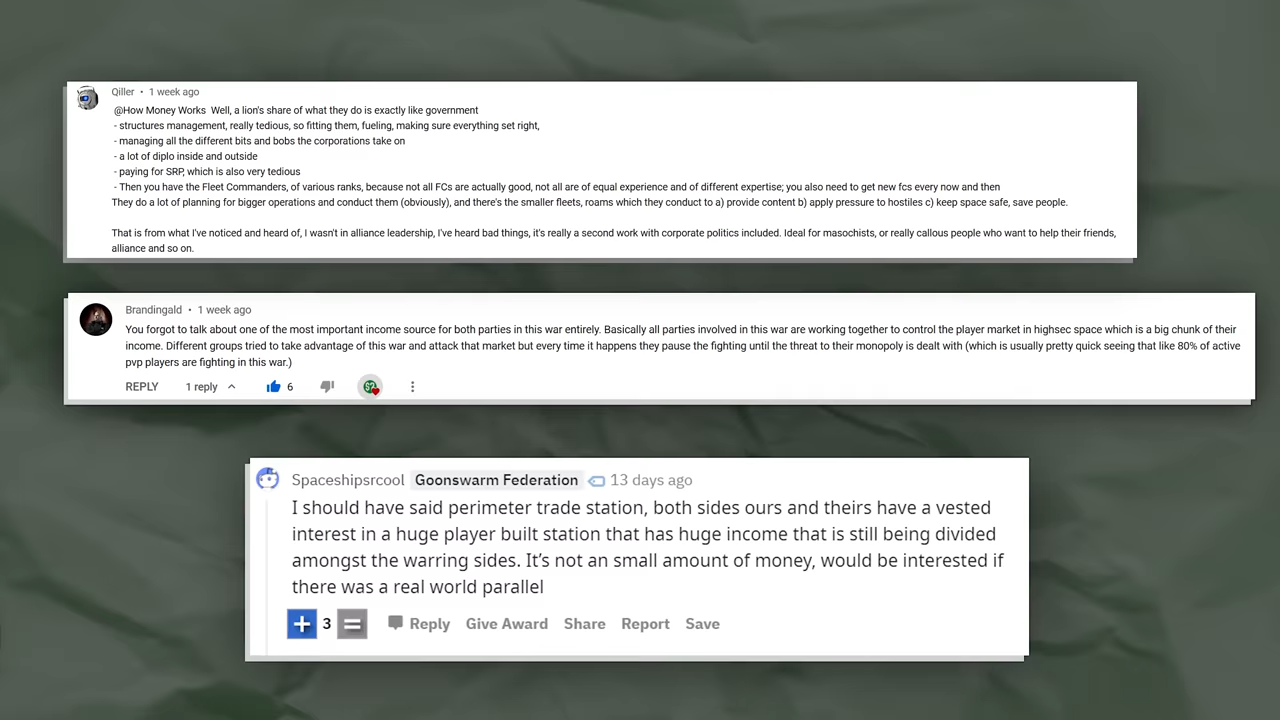 Qiller • 1 week ago
@How Money Works Well, a lion's share of what they do is exactly like government
- structures management, really tedious, so fitting them, fueling, making sure everything set right,
- managing all the different bits and bobs the corporations take on
- a lot of diplo inside and outside
- paying for SRP, which is also very tedious
- Then you have the Fleet Commanders, of various ranks, because not all FCs are actually good, not all are of equal experience and of different expertise; you also need to get new fcs every now and then
They do a lot of planning for bigger operations and conduct them (obviously), and there's the smaller fleets, roams which they conduct to a) provide content b) apply pressure to hostiles c) keep space safe, save people.
That is from what I've noticed and heard of, I wasn't in alliance leadership, I've heard bad things, it's really a second work with corporate politics included. Ideal for masochists, or really callous people who want to help their friends,
alliance and so on.
Brandingald • 1 week ago
You forgot to talk about one of the most important income source for both parties in this war entirely. Basically all parties involved in this war are working together to control the player market in highsec space which is a big chunk of their
income. Different groups tried to take advantage of this war and attack that market but every time it happens they pause the fighting until the threat to their monopoly is dealt with (which is usually pretty quick seeing that like 80% of active
pvp players are fighting in this war.)
REPLY 1 reply 6
Spaceshipsrcool Goonswarm Federation 13 days ago
I should have said perimeter trade station, both sides ours and theirs have a vested
interest in a huge player built station that has huge income that is still being divided
amongst the warring sides. It's not an small amount of money, would be interested if
there was a real world parallel
3 Reply Give Award Share Report Save